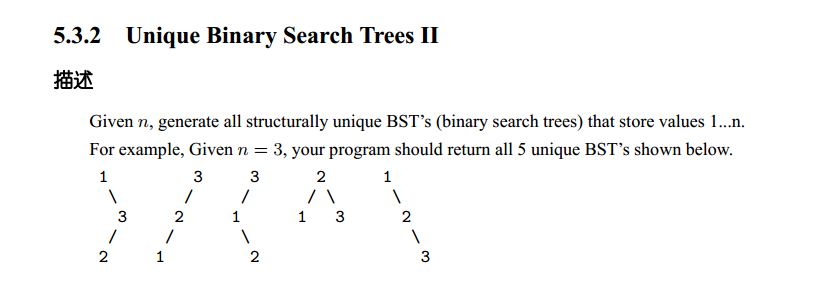 5.3.2 Unique Binary Search Trees II
描述
Given n, generate all structurally unique BST's (binary search trees) that store values 1...n.
For example, Given n = 3, your program should return all 5 unique BST's shown below.
1 3 3 2 1
\ / / / \ \
3 2 1 1 3 2
/ / \ \
2 1 2 3